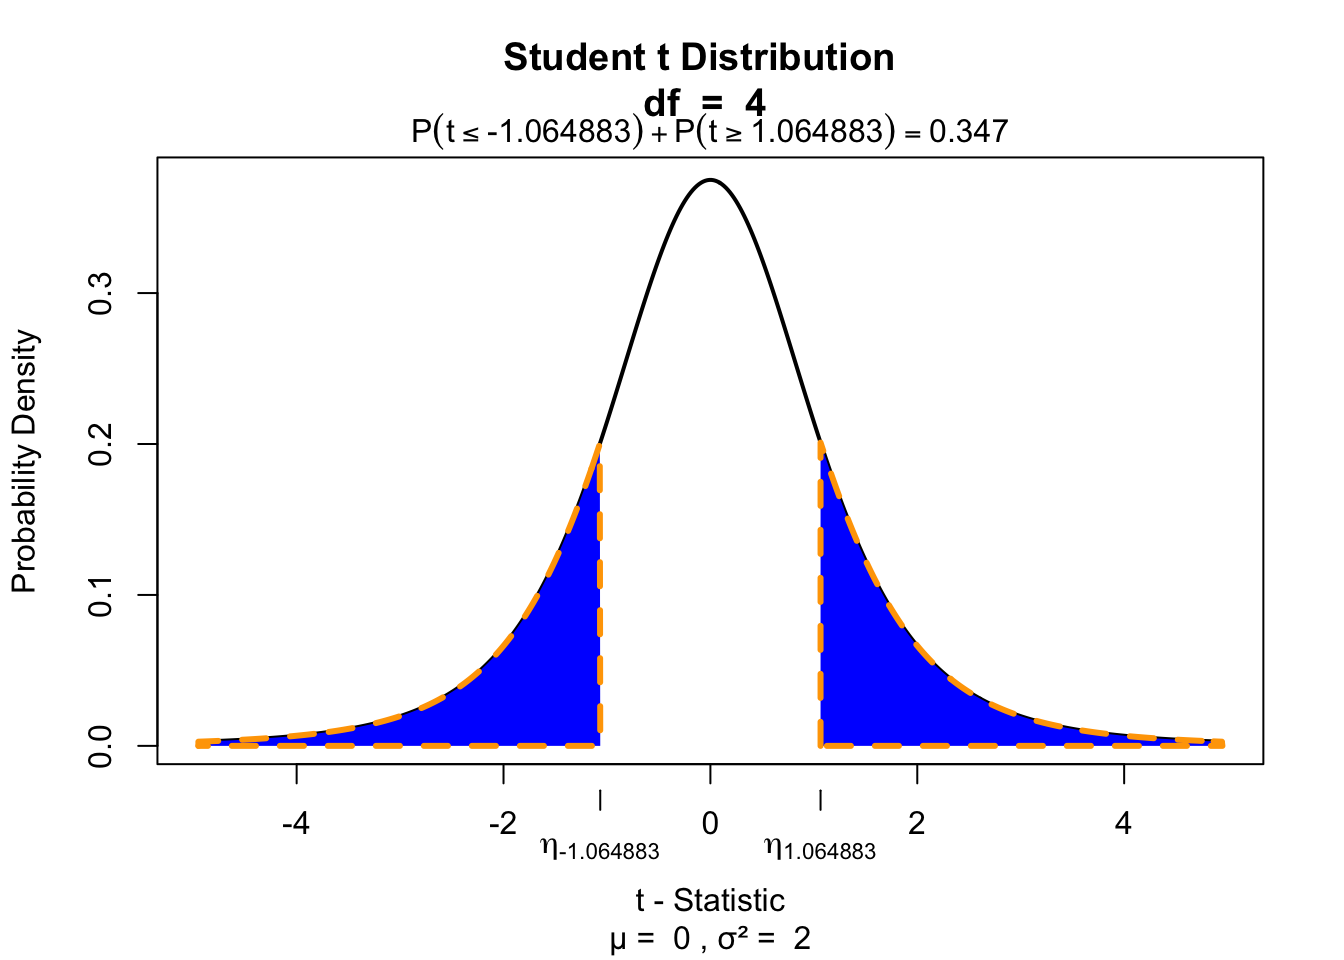 Student t Distribution
df = 4
P(t ≤ -1.064883) + P(t ≥ 1.064883) = 0.347
Probability Density
0.3
0.2
0.1
0.0
-4 -2 0 2 4
η-1.064883 η1.064883
t - Statistic
μ = 0 , σ² = 2